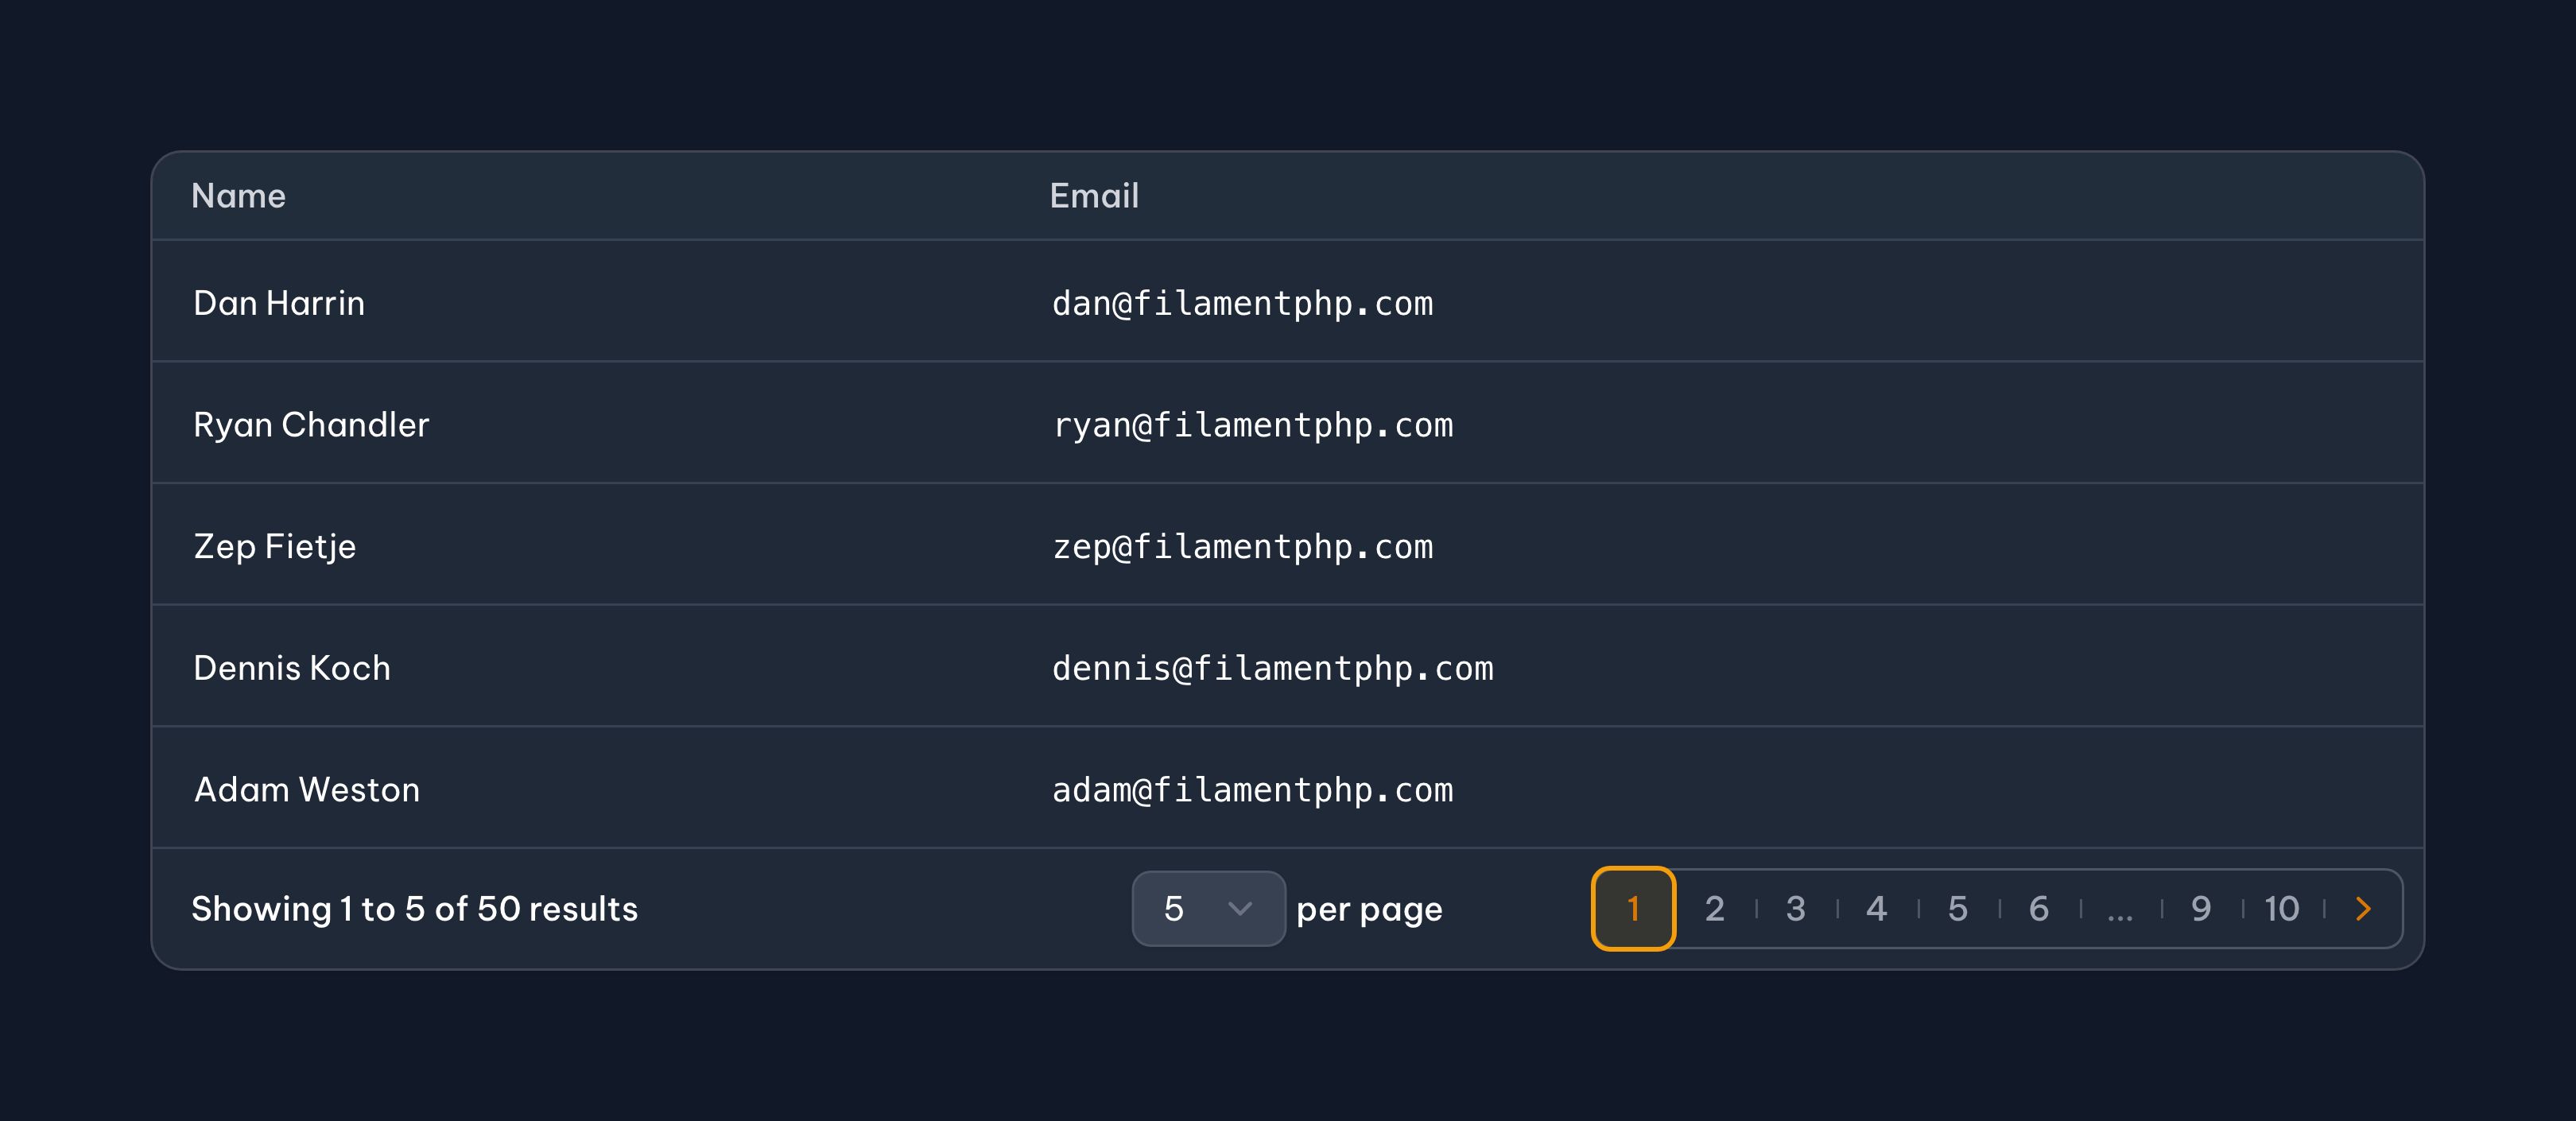 Name Email
Dan Harrin dan@filamentphp.com
Ryan Chandler ryan@filamentphp.com
Zep Fietje zep@filamentphp.com
Dennis Koch dennis@filamentphp.com
Adam Weston adam@filamentphp.com
Showing 1 to 5 of 50 results 5 per page 1 2 3 4 5 6 ... 9 10